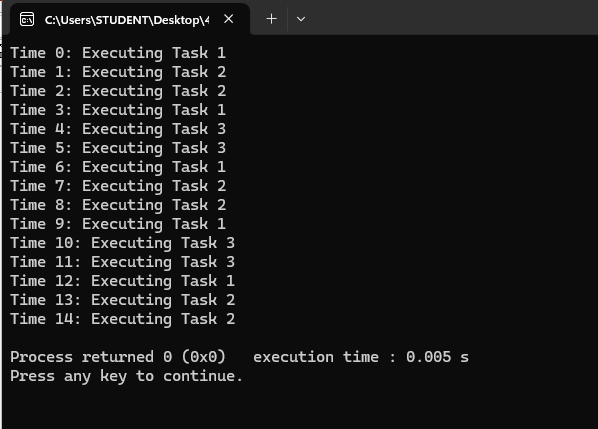 C:\Users\STUDENT\Desktop\4
Time 0: Executing Task 1
Time 1: Executing Task 2
Time 2: Executing Task 2
Time 3: Executing Task 1
Time 4: Executing Task 3
Time 5: Executing Task 3
Time 6: Executing Task 1
Time 7: Executing Task 2
Time 8: Executing Task 2
Time 9: Executing Task 1
Time 10: Executing Task 3
Time 11: Executing Task 3
Time 12: Executing Task 1
Time 13: Executing Task 2
Time 14: Executing Task 2
Process returned 0 (0x0)   execution time : 0.005 s
Press any key to continue.